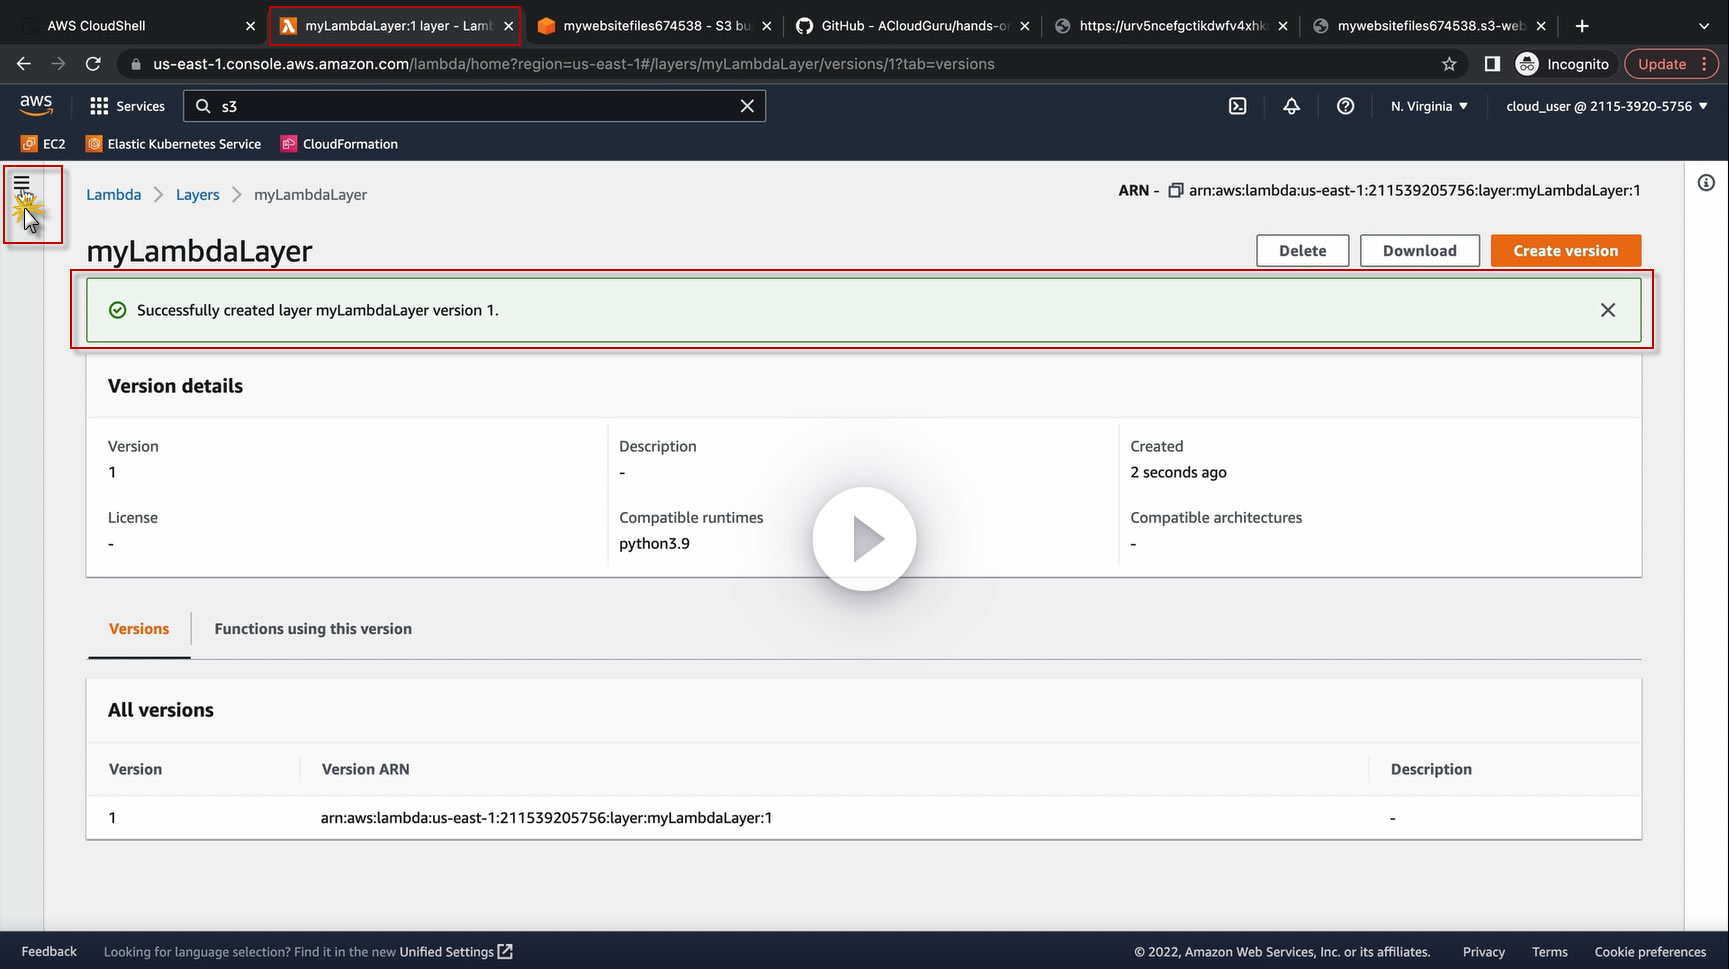 AWS CloudShell
myLambdaLayer:1 layer - Lamb
mywebsitefiles674538 - S3 bu
GitHub - ACloudGuru/hands-o
https://urv5ncefgctikdwfv4xhk
mywebsitefiles674538.s3-web
us-east-1.console.aws.amazon.com/lambda/home?region=us-east-1#/layers/myLambdaLayer/versions/1?tab=versions
Incognito
Update
aws
Services
s3
N. Virginia
cloud_user @ 2115-3920-5756
EC2
Elastic Kubernetes Service
CloudFormation
Lambda
Layers
myLambdaLayer
ARN - arn:aws:lambda:us-east-1:211539205756:layer:myLambdaLayer:1
myLambdaLayer
Delete
Download
Create version
Successfully created layer myLambdaLayer version 1.
Version details
Version
1
Description
-
Created
2 seconds ago
License
-
Compatible runtimes
python3.9
Compatible architectures
-
Versions
Functions using this version
All versions
Version
Version ARN
Description
1
arn:aws:lambda:us-east-1:211539205756:layer:myLambdaLayer:1
-
Feedback
Looking for language selection? Find it in the new Unified Settings
© 2022, Amazon Web Services, Inc. or its affiliates.
Privacy
Terms
Cookie preferences